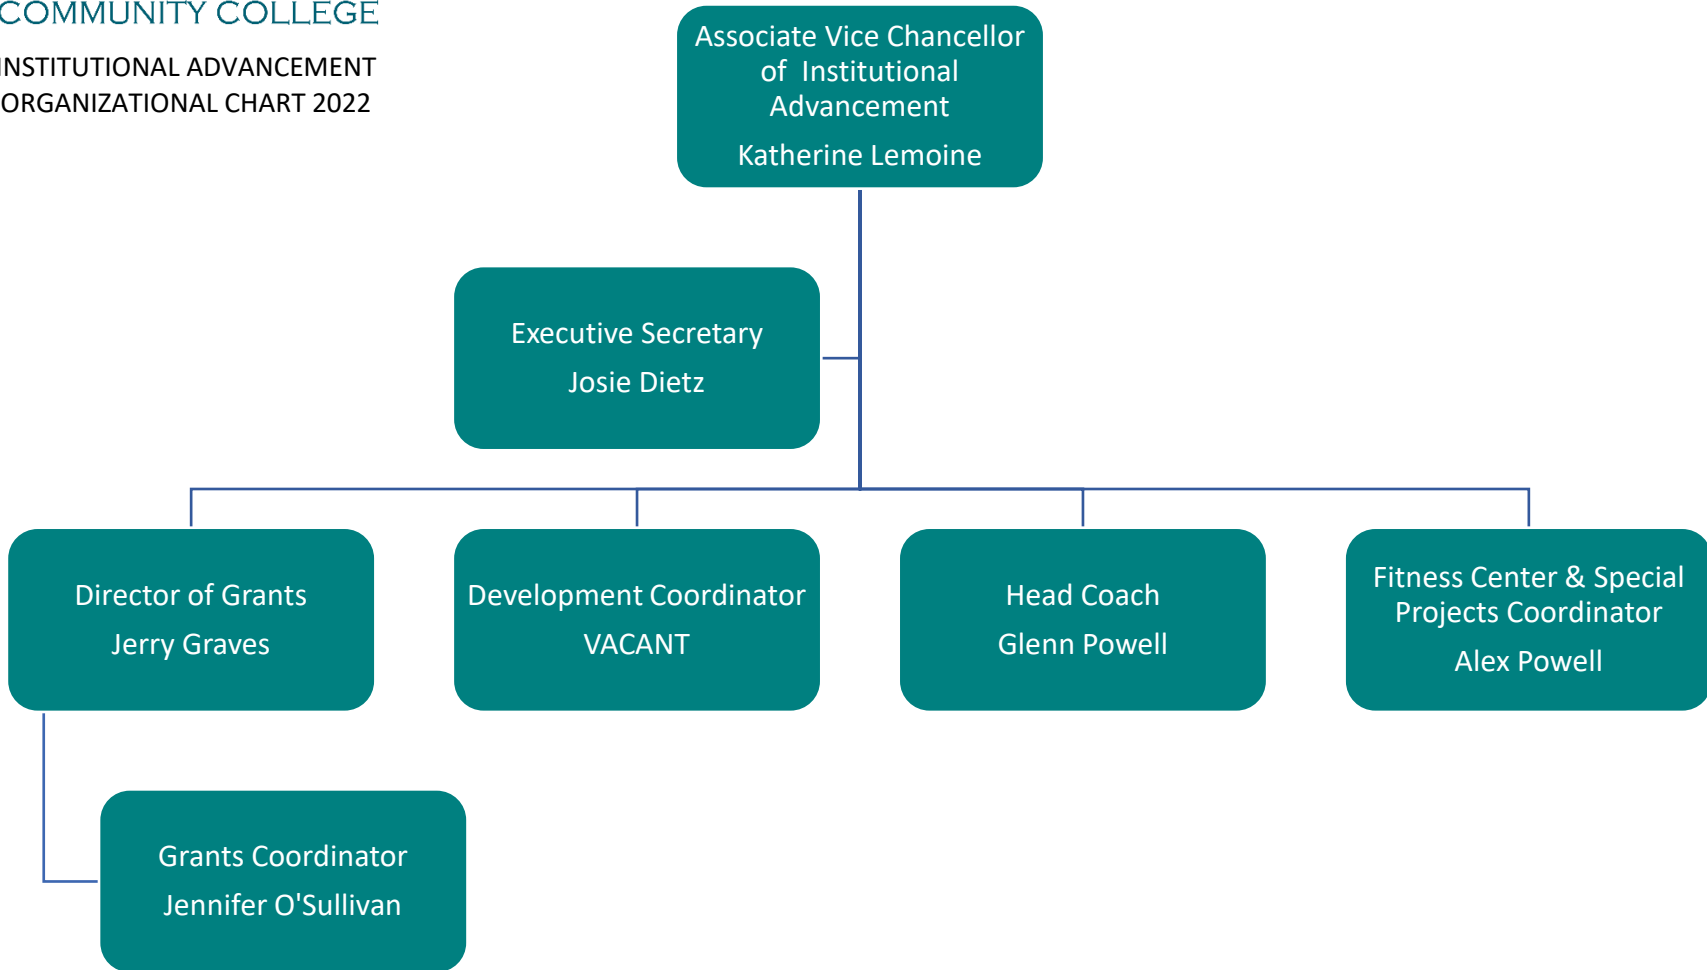 COMMUNITY COLLEGE
INSTITUTIONAL ADVANCEMENT
ORGANIZATIONAL CHART 2022
Associate Vice Chancellor
of Institutional
Advancement
Katherine Lemoine
Executive Secretary
Josie Dietz
Director of Grants
Jerry Graves
Development Coordinator
VACANT
Head Coach
Glenn Powell
Fitness Center & Special
Projects Coordinator
Alex Powell
Grants Coordinator
Jennifer O'Sullivan